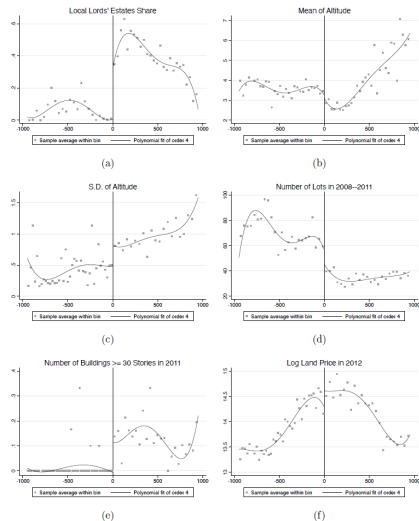 Local Lords' Estates Share
0 .2 .4 .6
-1000 -500 0 500 1000
Sample average within bin Polynomial fit of order 4
(a)
Mean of Altitude
2 3 4 5 6 7
-1000 -500 0 500 1000
Sample average within bin Polynomial fit of order 4
(b)
S.D. of Altitude
0 .5 1 1.5
-1000 -500 0 500 1000
Sample average within bin Polynomial fit of order 4
(c)
Number of Lots in 2008--2011
20 40 60 80 100
-1000 -500 0 500 1000
Sample average within bin Polynomial fit of order 4
(d)
Number of Buildings >= 30 Stories in 2011
0 .1 .2 .3 .4
-1000 -500 0 500 1000
Sample average within bin Polynomial fit of order 4
(e)
Log Land Price in 2012
13 13.5 14 14.5 15
-1000 -500 0 500 1000
Sample average within bin Polynomial fit of order 4
(f)